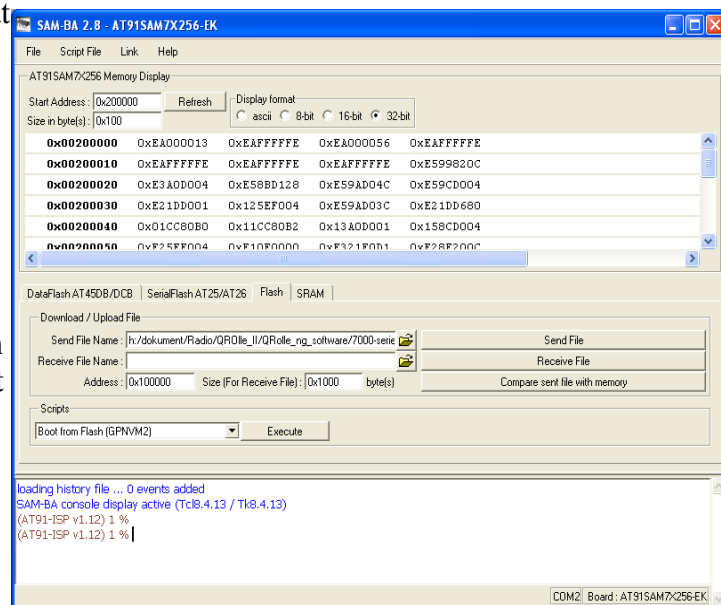 t
SAM-BA 2.8 - AT91SAM7X256-EK
File Script File Link Help
AT91SAM7X256 Memory Display
Start Address : 0x200000 Refresh Display format
Size in byte(s) : 0x100 ascii 8-bit 16-bit 32-bit
0x00200000 0xEA000013 0xEAFFFFFE 0xEA000056 0xEAFFFFFE
0x00200010 0xEAFFFFFE 0xEAFFFFFE 0xEAFFFFFE 0xE599820C
0x00200020 0xE3A0D004 0xE58BD128 0xE59AD04C 0xE59CD004
0x00200030 0xE21DD001 0x125EF004 0xE59AD03C 0xE21DD680
0x00200040 0x01CC80B0 0x11CC80B2 0x13A0D001 0x158CD004
0x00200050 0xE25EF004 0xE10F0000 0xE321F0D1 0xE28F200C
DataFlash AT45DB/DCB SerialFlash AT25/AT26 Flash SRAM
Download / Upload File
Send File Name : h:/dokument/Radio/QROlle_II/QRolle_ng_software/7000-serie Send File
Receive File Name : Receive File
Address : 0x100000 Size (For Receive File) : 0x1000 byte(s) Compare sent file with memory
t
Scripts
Boot from Flash (GPNVM2) Execute
loading history file ... 0 events added
SAM-BA console display active (Tcl8.4.13 / Tk8.4.13)
(AT91-ISP v1.12) 1 %
(AT91-ISP v1.12) 1 %
COM2 Board : AT91SAM7X256-EK